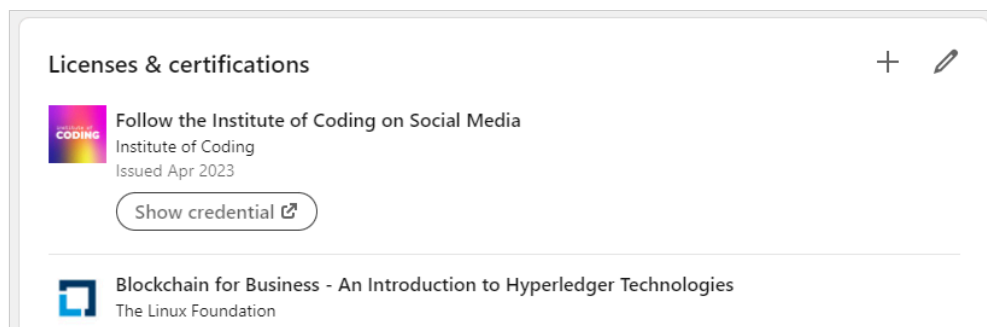 Licenses & certifications
institute of
CODING
Follow the Institute of Coding on Social Media
Institute of Coding
Issued Apr 2023
Show credential
Blockchain for Business - An Introduction to Hyperledger Technologies
The Linux Foundation